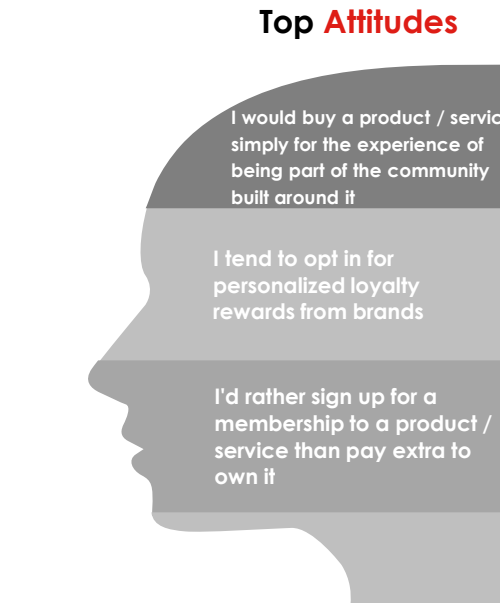 Top Attitudes
I would buy a product /
simply for the experience of
being part of the community
built around it
I tend to opt in for
personalized loyalty
rewards from brands
I'd rather sign up for a
membership to a product /
service than pay extra to
own it